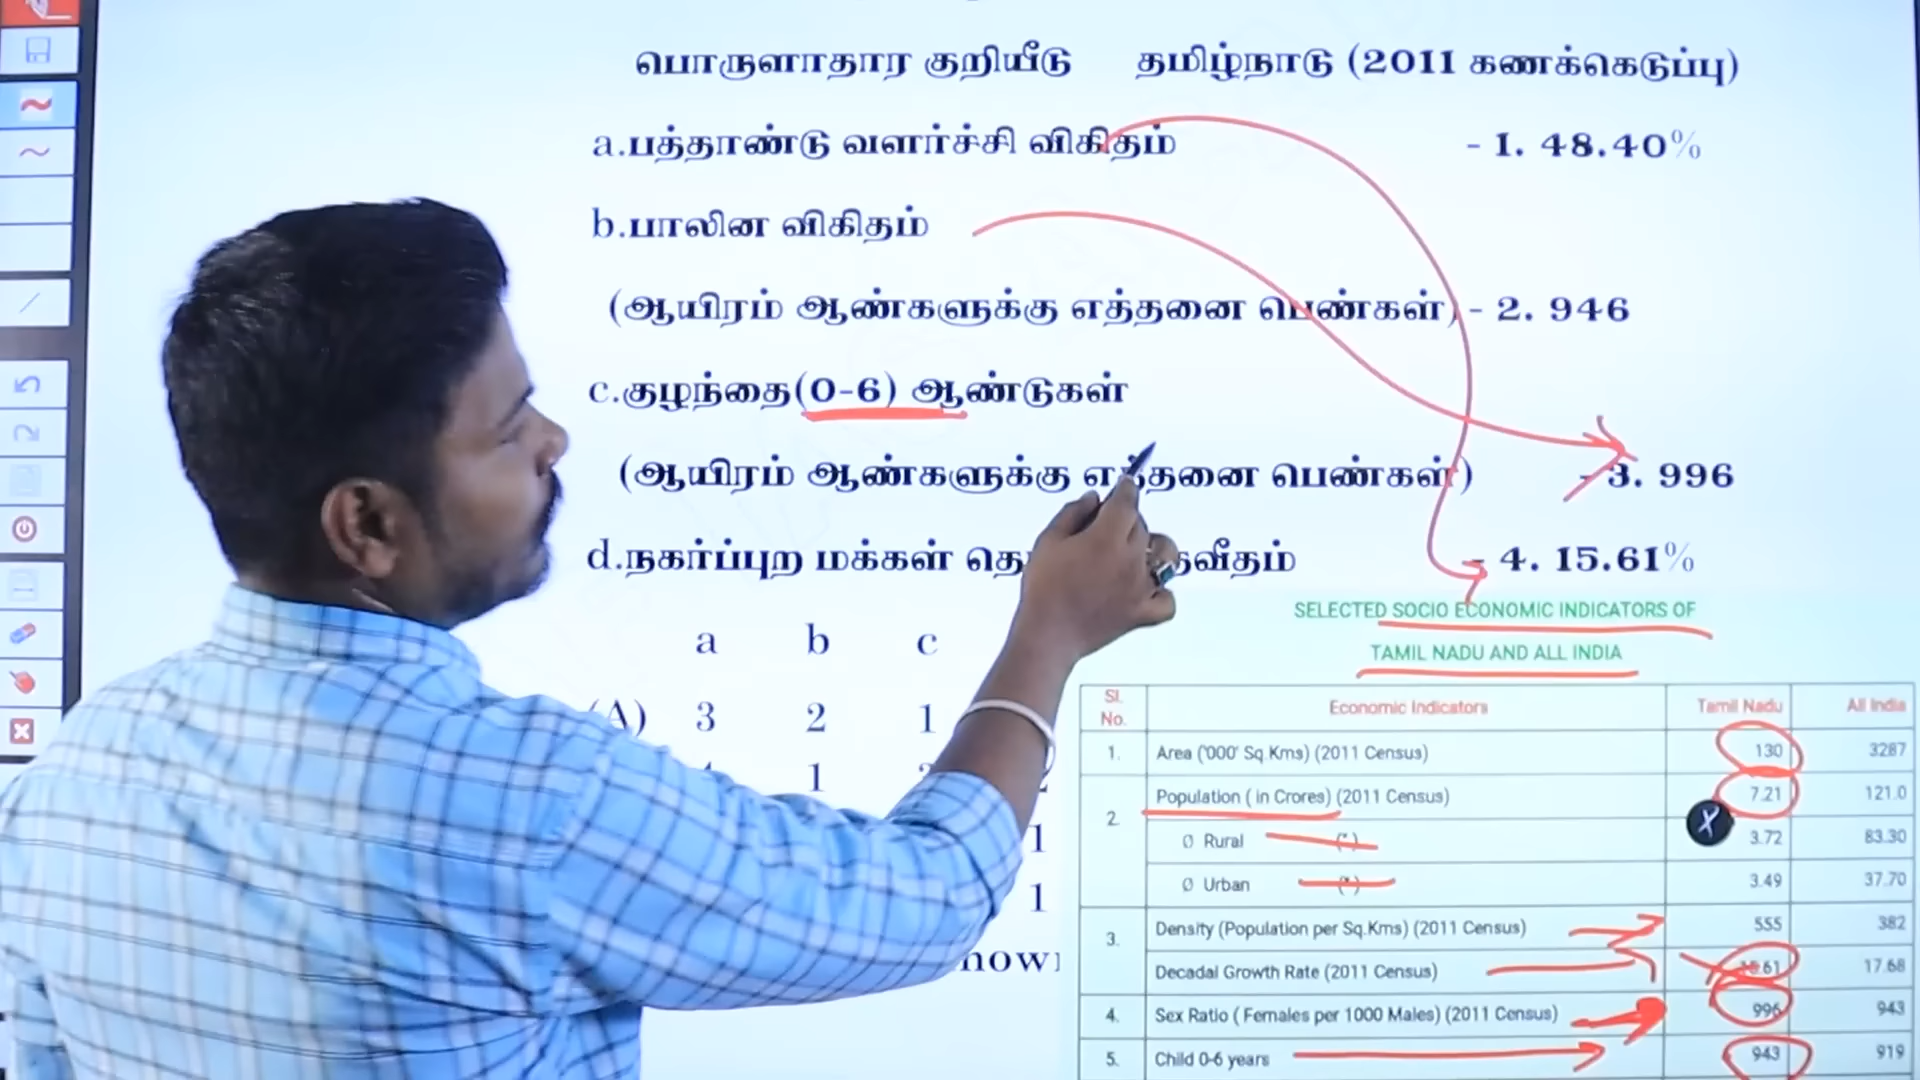 பொருளாதார குறியீடு தமிழ்நாடு (2011 கணக்கெடுப்பு)
a.பத்தாண்டு வளர்ச்சி விகிதம் - 1. 48.40%
b.பாலின விகிதம்
(ஆயிரம் ஆண்களுக்கு எத்தனை பெண்கள்) - 2. 946
c.குழந்தை(0-6) ஆண்டுகள்
(ஆயிரம் ஆண்களுக்கு எத்தனை பெண்கள்) - 3. 996
d.நகர்ப்புற மக்கள் - 4. 15.61%
a b c
(A) 3 2 1
1
1
1
SELECTED SOCIO ECONOMIC INDICATORS OF
TAMIL NADU AND ALL INDIA
Sl. No. Economic Indicators Tamil Nadu All India
1. Area ('000' Sq.Kms) (2011 Census) 130 3287
2. Population ( in Crores) (2011 Census) 7.21 121.0
Ø Rural (*) 3.72 83.30
Ø Urban (*) 3.49 37.70
3. Density (Population per Sq.Kms) (2011 Census) 555 382
Decadal Growth Rate (2011 Census) 17.68
4. Sex Ratio ( Females per 1000 Males) (2011 Census) 996 943
5. Child 0-6 years 943 919